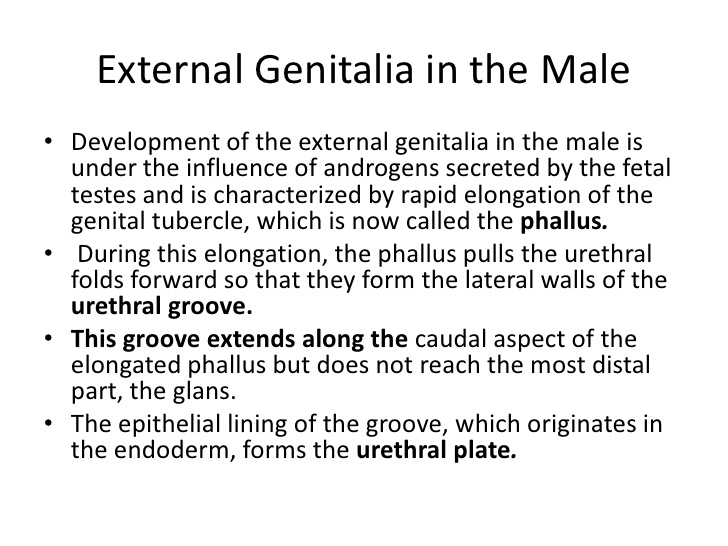 External Genitalia in the Male
• Development of the external genitalia in the male is
under the influence of androgens secreted by the fetal
testes and is characterized by rapid elongation of the
genital tubercle, which is now called the phallus.
• During this elongation, the phallus pulls the urethral
folds forward so that they form the lateral walls of the
urethral groove.
• This groove extends along the caudal aspect of the
elongated phallus but does not reach the most distal
part, the glans.
• The epithelial lining of the groove, which originates in
the endoderm, forms the urethral plate.